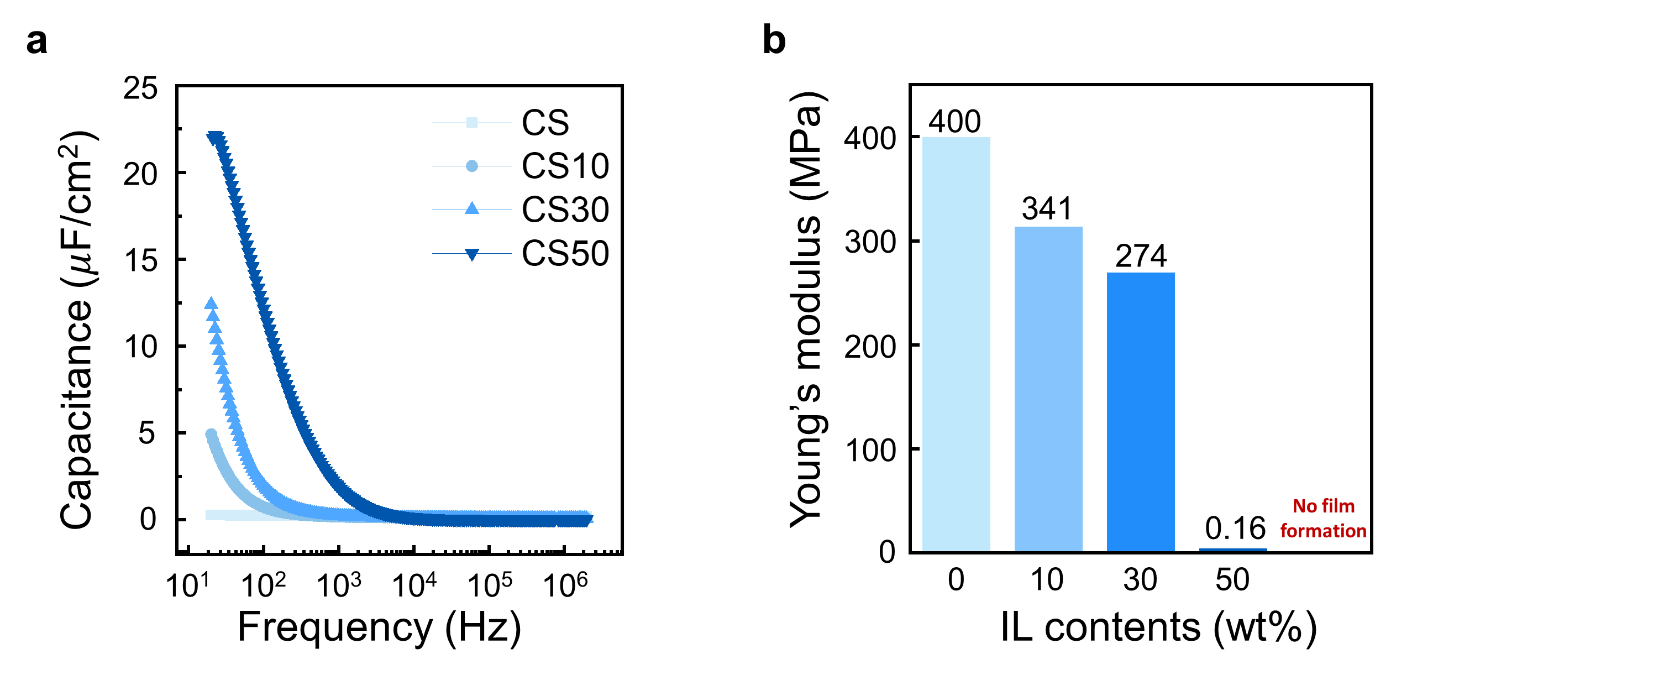 a
25
20
15
10
5
0
Capacitance (μF/cm²)
CS
CS10
CS30
CS50
10¹ 10² 10³ 10⁴ 10⁵ 10⁶
Frequency (Hz)
b
400
300
200
100
0
Young’s modulus (MPa)
400
341
274
0.16
No film
formation
0 10 30 50
IL contents (wt%)